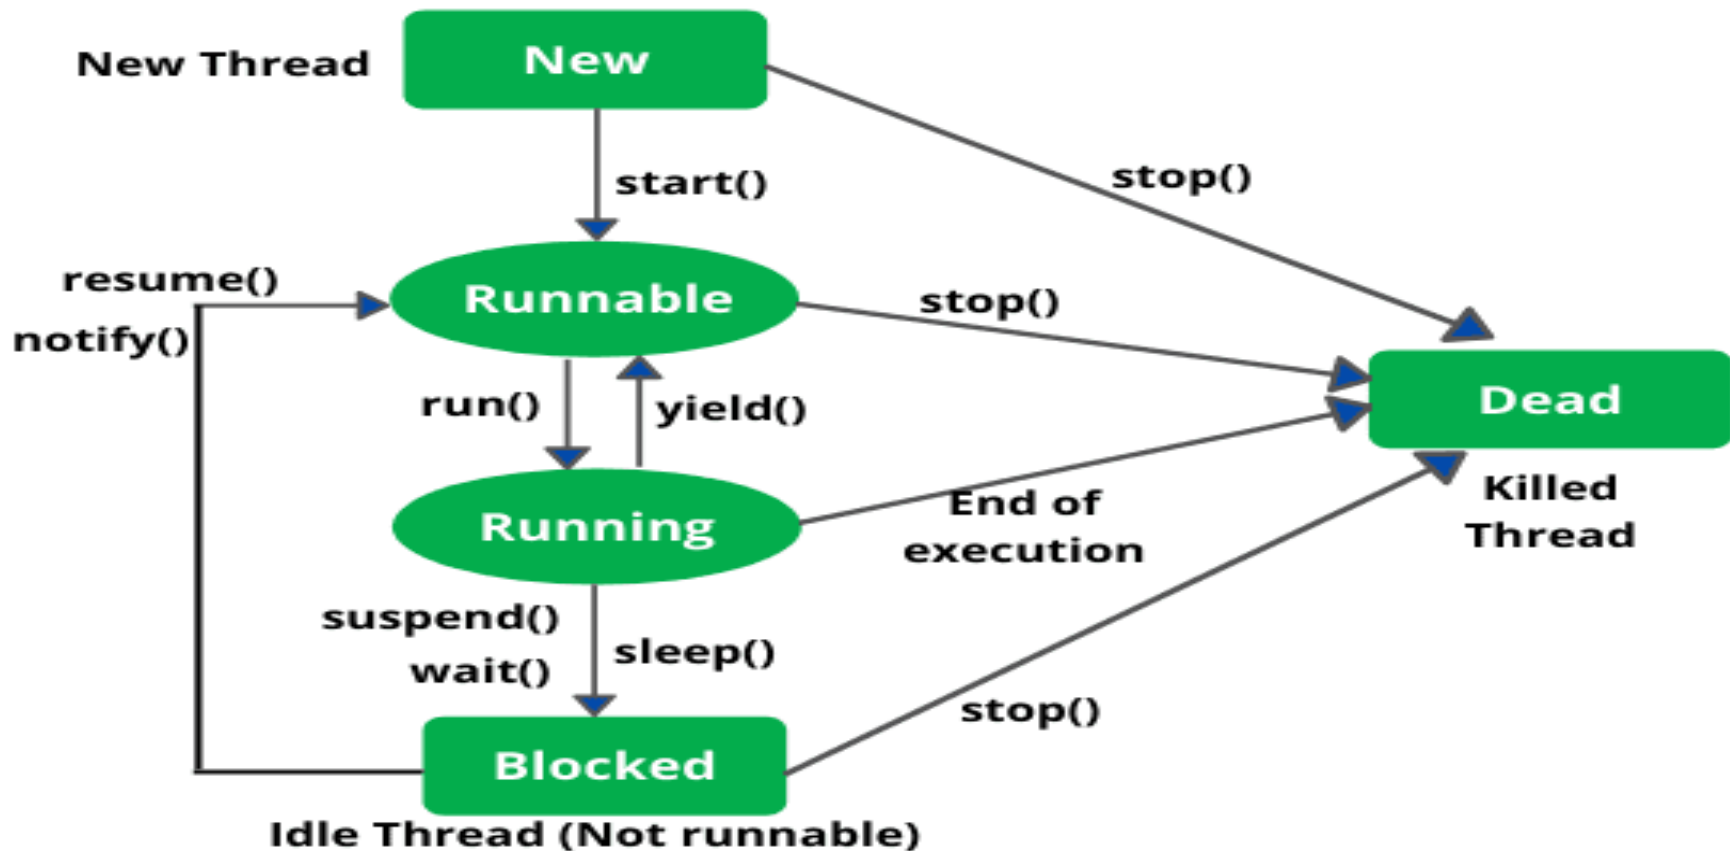 New Thread
New
start()
stop()
resume()
notify()
Runnable
stop()
run()
yield()
Dead
Killed
Thread
Running
End of
execution
suspend()
wait()
sleep()
stop()
Blocked
Idle Thread (Not runnable)